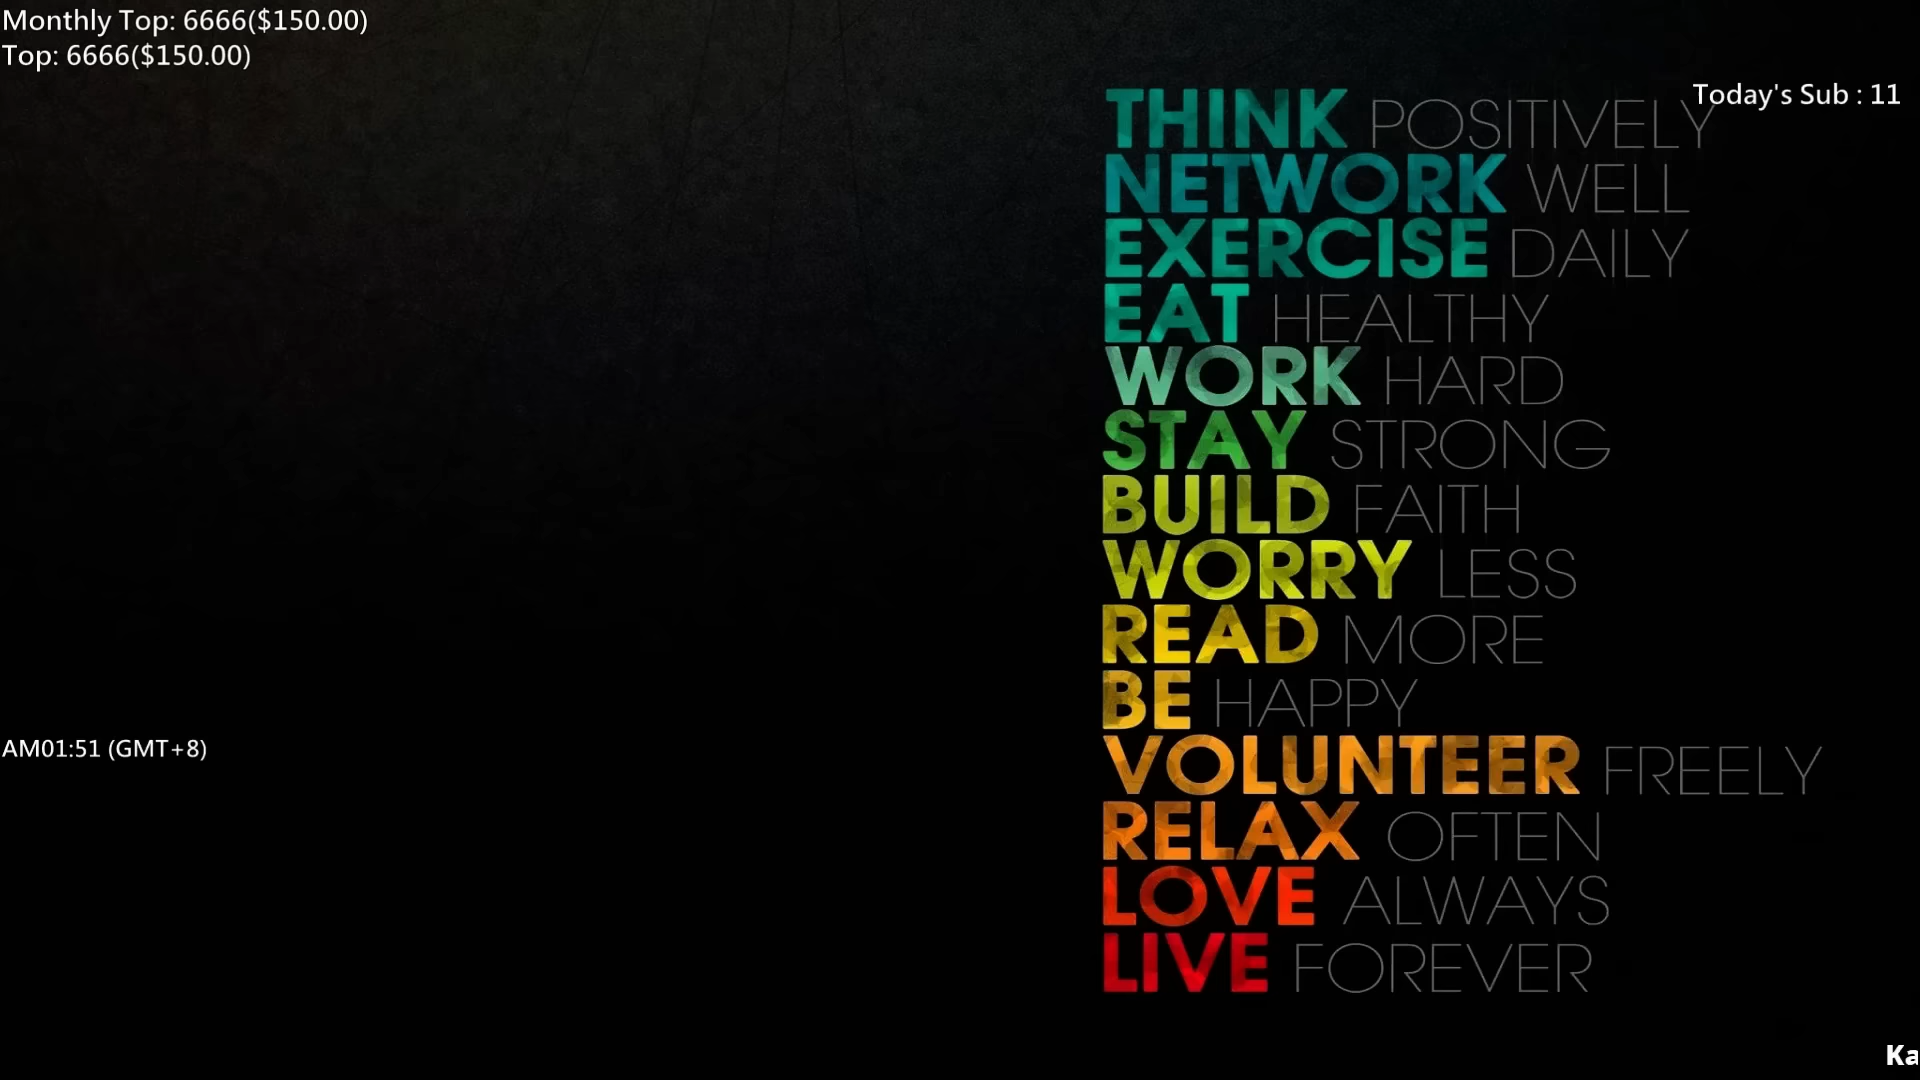 Monthly Top: 6666($150.00)
Top: 6666($150.00)
Today's Sub : 11
THINK POSITIVELY
NETWORK WELL
EXERCISE DAILY
EAT HEALTHY
WORK HARD
STAY STRONG
BUILD FAITH
WORRY LESS
READ MORE
BE HAPPY
AM01:51 (GMT+8)
VOLUNTEER FREELY
RELAX OFTEN
LOVE ALWAYS
LIVE FOREVER
Ka